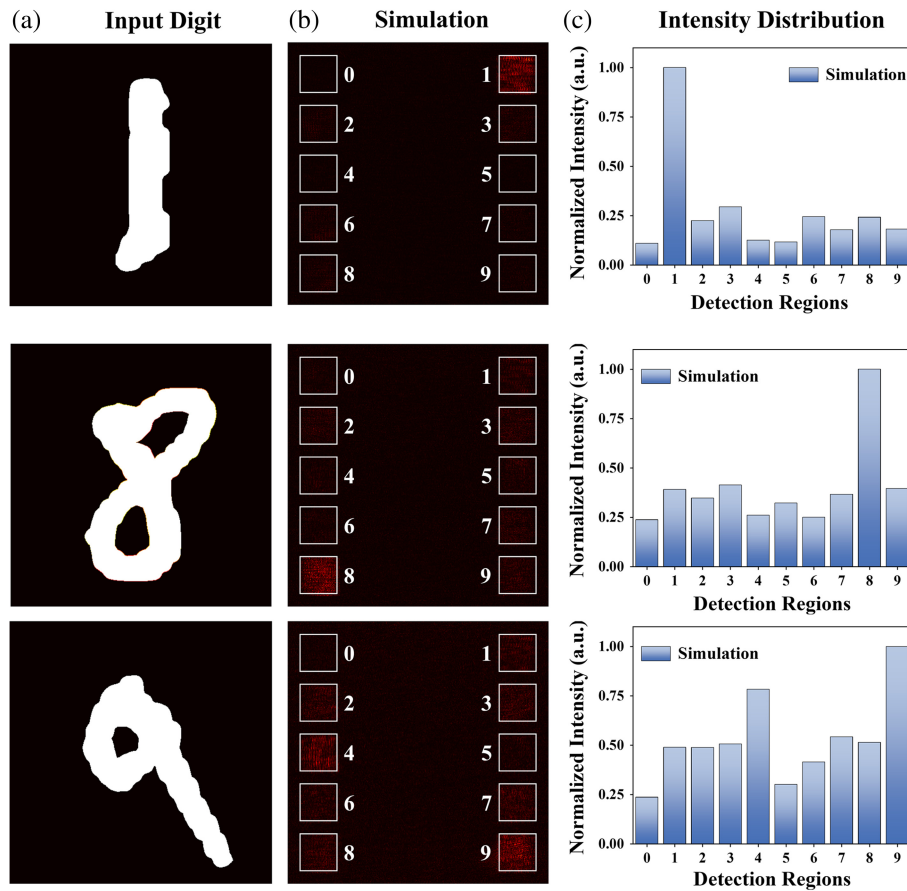 (a) Input Digit (b) Simulation (c) Intensity Distribution
0 1
2 3
4 5
6 7
8 9
Normalized Intensity (a.u.)
1.00
0.75
0.50
0.25
0.00
Simulation
0 1 2 3 4 5 6 7 8 9
Detection Regions
0 1
2 3
4 5
6 7
8 9
Normalized Intensity (a.u.)
1.00
0.75
0.50
0.25
0.00
Simulation
0 1 2 3 4 5 6 7 8 9
Detection Regions
0 1
2 3
4 5
6 7
8 9
Normalized Intensity (a.u.)
1.00
0.75
0.50
0.25
0.00
Simulation
0 1 2 3 4 5 6 7 8 9
Detection Regions
1
8
9